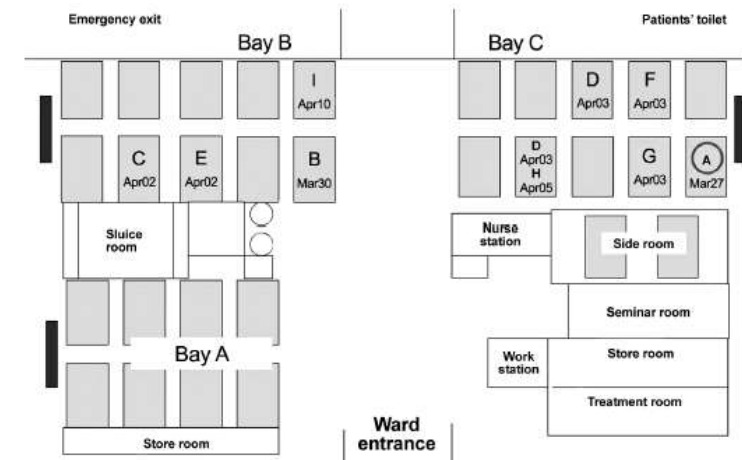 Emergency exit
Patients' toilet
Bay B
Bay C
I
Apr10
D
Apr03
F
Apr03
C
Apr02
E
Apr02
B
Mar30
D
Apr03
H
Apr05
G
Apr03
A
Mar27
Sluice
room
Nurse
station
Side room
Seminar room
Bay A
Work
station
Store room
Treatment room
Store room
Ward
entrance